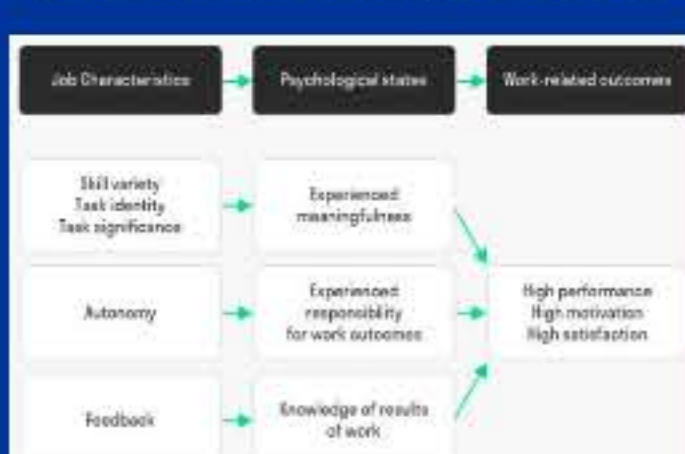 Job Characteristics
Psychological states
Work-related outcomes
Skill variety
Task identity
Task significance
Experienced
meaningfulness
Autonomy
Experienced
responsibility
for work outcomes
High performance
High motivation
High satisfaction
Feedback
Knowledge of results
of work